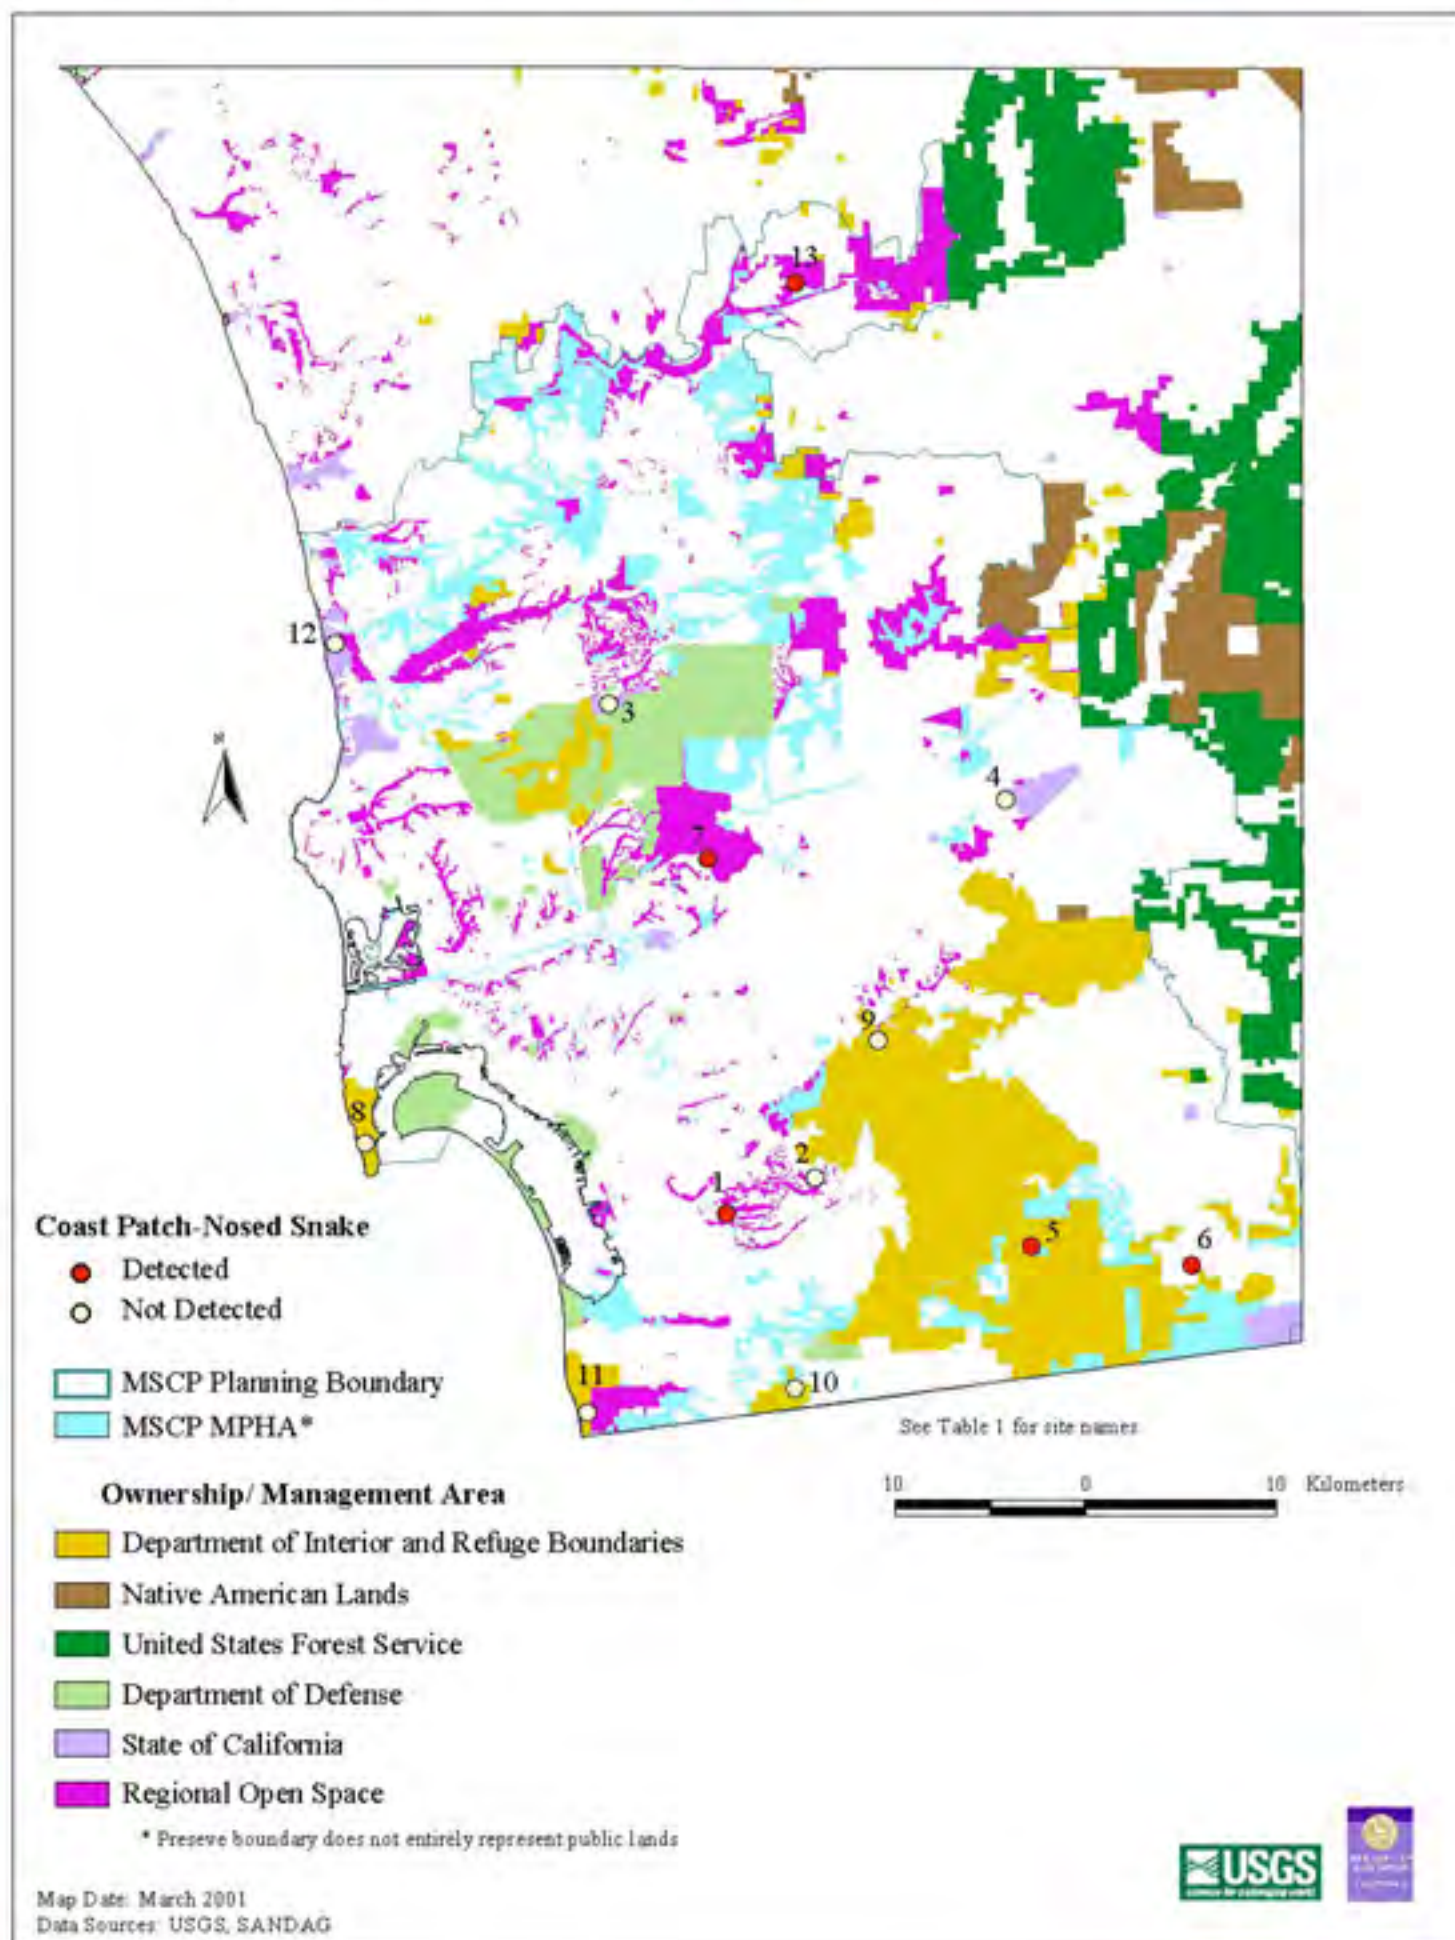 13
12
3
4
7
9
8
2
1
5
6
11
10
N
Coast Patch-Nosed Snake
Detected
Not Detected
MSCP Planning Boundary
MSCP MPHA*
See Table 1 for site names
Ownership/ Management Area
10 0 10 Kilometers
Department of Interior and Refuge Boundaries
Native American Lands
United States Forest Service
Department of Defense
State of California
Regional Open Space
* Preseve boundary does not entirely represent public lands
USGS
science for a changing world
Map Date: March 2001
Data Sources: USGS, SANDAG